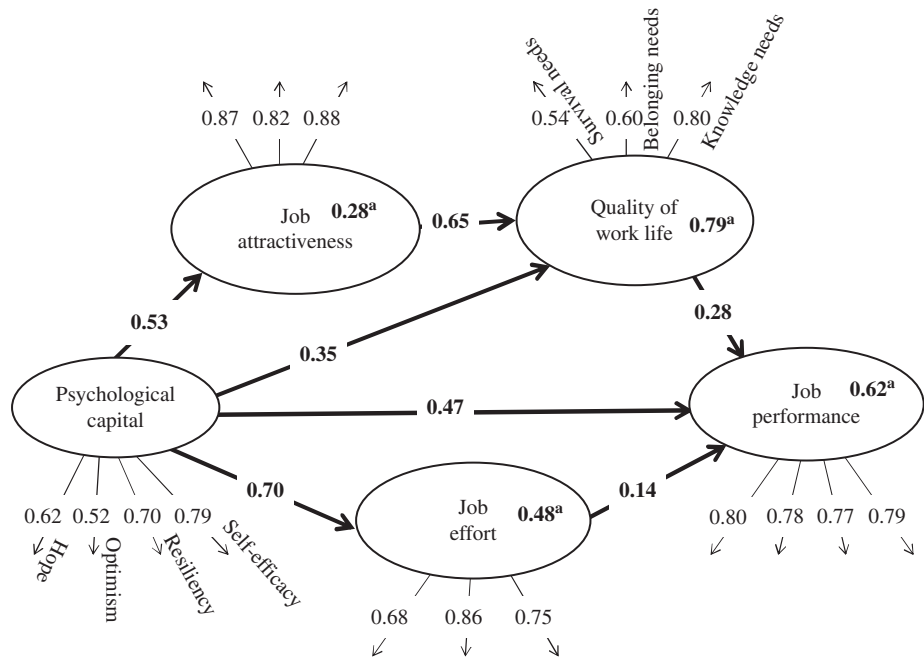 Survival needs
Belonging needs
Knowledge needs
0.87 0.82 0.88
0.54 0.60 0.80
Job
attractiveness
0.28a
0.65
Quality of
work life
0.79a
0.53
0.28
0.35
Psychological
capital
0.47
Job
performance
0.62a
0.70
Job
effort
0.48a
0.14
0.62 0.52 0.70 0.79
Hope
Optimism
Resiliency
Self-efficacy
0.80 0.78 0.77 0.79
0.68 0.86 0.75